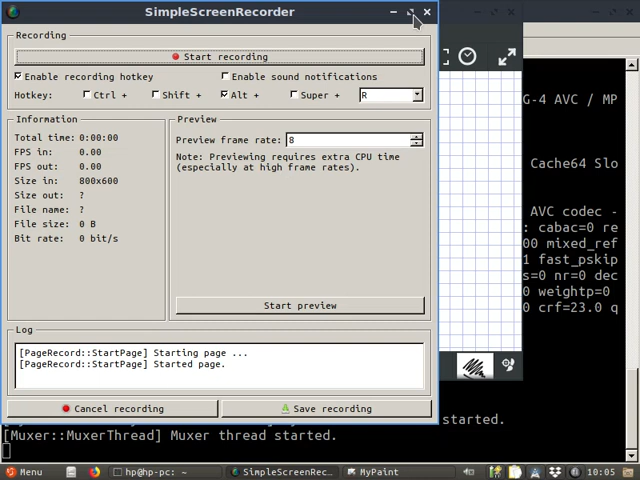 SimpleScreenRecorder
Recording
Start recording
Enable recording hotkey
Enable sound notifications
Hotkey:
Ctrl +
Shift +
Alt +
Super +
R
Information
Total time: 0:00:00
FPS in: 0.00
FPS out: 0.00
Size in: 800x600
Size out: ?
File name: ?
File size: 0 B
Bit rate: 0 bit/s
Preview
Preview frame rate: 8
Note: Previewing requires extra CPU time
(especially at high frame rates).
Start preview
Log
[PageRecord::StartPage] Starting page ...
[PageRecord::StartPage] Started page.
Cancel recording
Save recording
G-4 AVC / MP
Cache64 Slo
AVC codec -
: cabac=0 re
00 mixed_ref
1 fast_pskip
s=0 nr=0 dec
0 weightp=0
0 crf=23.0 q
started.
[Muxer::MuxerThread] Muxer thread started.
Menu
hp@hp-pc: ~
SimpleScreenRec...
MyPaint
10:05